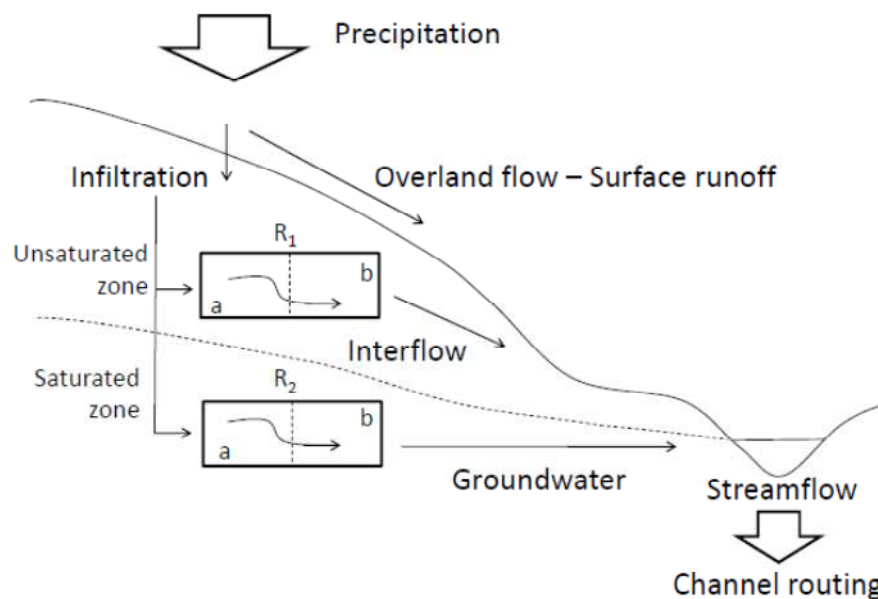 Precipitation
Infiltration
Overland flow – Surface runoff
R1
Unsaturated
zone
b
a
Interflow
Saturated
zone
R2
b
a
Groundwater
Streamflow
Channel routing